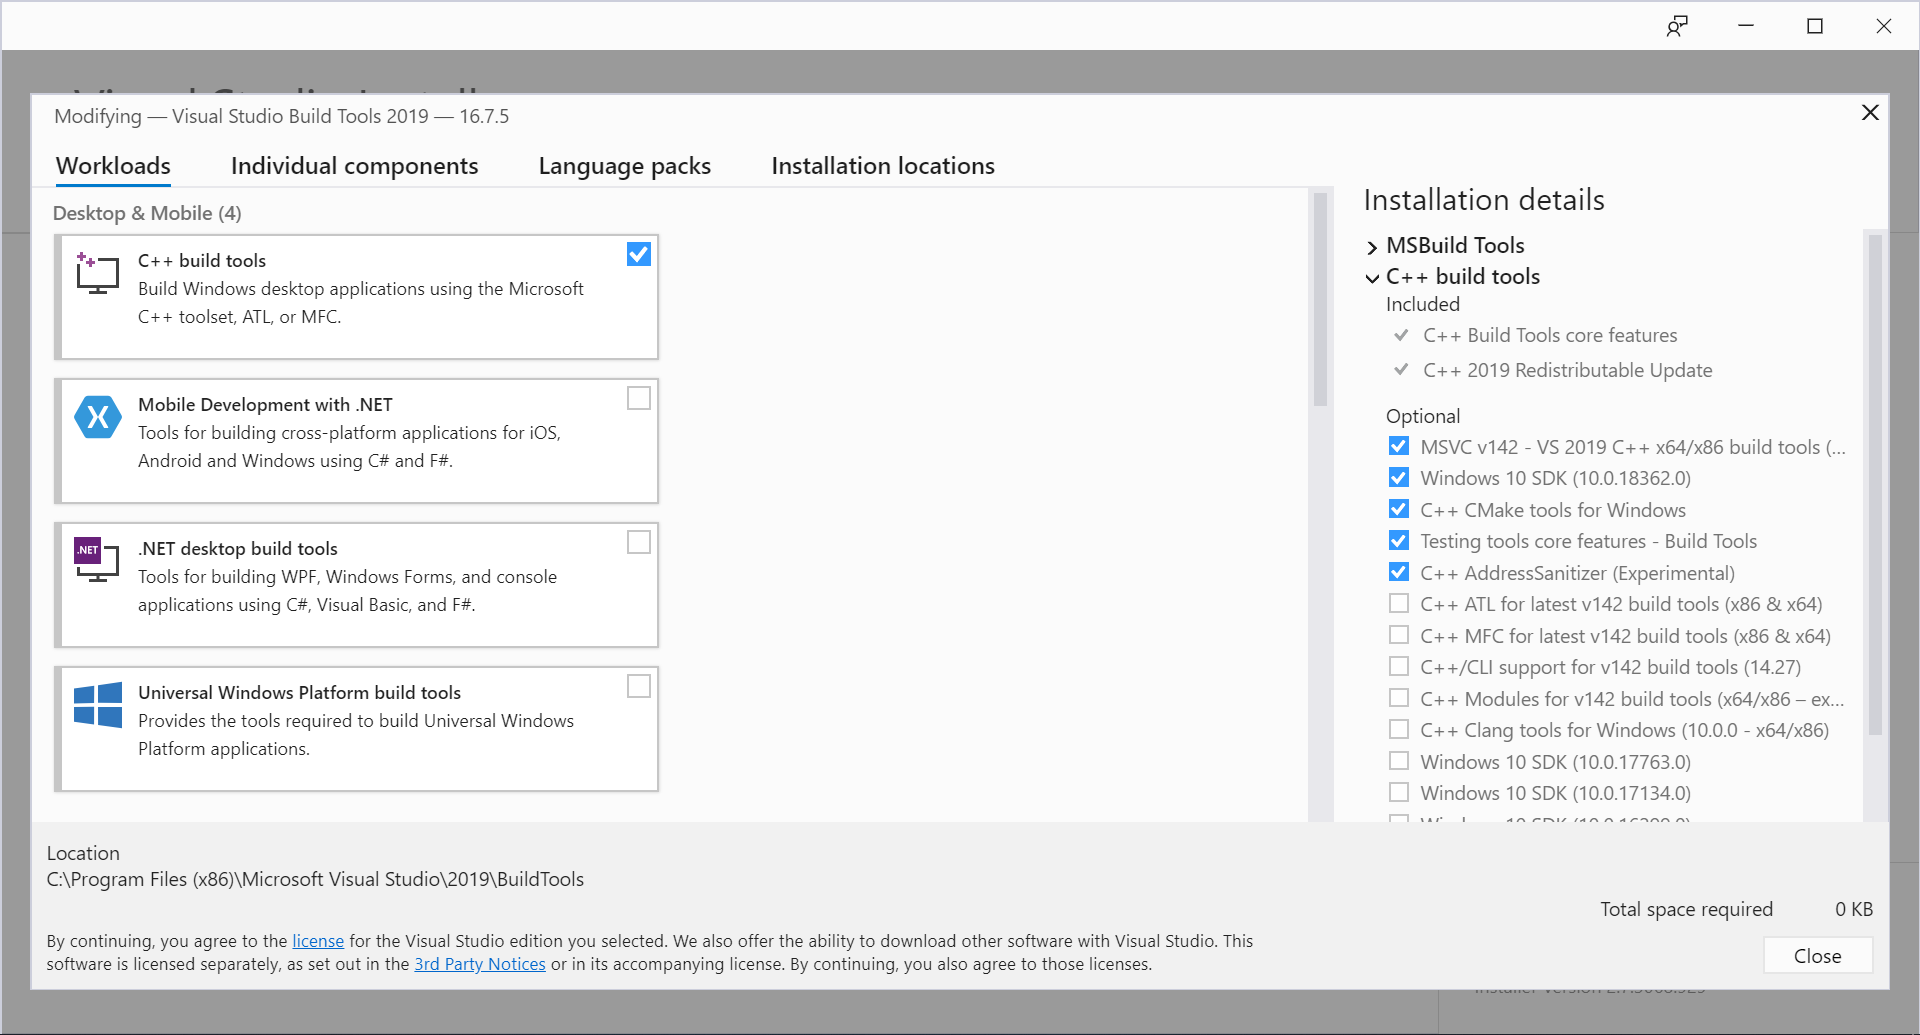 Modifying — Visual Studio Build Tools 2019 — 16.7.5
Workloads
Individual components
Language packs
Installation locations
Desktop & Mobile (4)
C++ build tools
Build Windows desktop applications using the Microsoft
C++ toolset, ATL, or MFC.
Mobile Development with .NET
Tools for building cross-platform applications for iOS,
Android and Windows using C# and F#.
.NET
.NET desktop build tools
Tools for building WPF, Windows Forms, and console
applications using C#, Visual Basic, and F#.
Universal Windows Platform build tools
Provides the tools required to build Universal Windows
Platform applications.
Installation details
MSBuild Tools
C++ build tools
Included
C++ Build Tools core features
C++ 2019 Redistributable Update
Optional
MSVC v142 - VS 2019 C++ x64/x86 build tools (...
Windows 10 SDK (10.0.18362.0)
C++ CMake tools for Windows
Testing tools core features - Build Tools
C++ AddressSanitizer (Experimental)
C++ ATL for latest v142 build tools (x86 & x64)
C++ MFC for latest v142 build tools (x86 & x64)
C++/CLI support for v142 build tools (14.27)
C++ Modules for v142 build tools (x64/x86 – ex...
C++ Clang tools for Windows (10.0.0 - x64/x86)
Windows 10 SDK (10.0.17763.0)
Windows 10 SDK (10.0.17134.0)
Location
C:\Program Files (x86)\Microsoft Visual Studio\2019\BuildTools
Total space required 0 KB
By continuing, you agree to the license for the Visual Studio edition you selected. We also offer the ability to download other software with Visual Studio. This
software is licensed separately, as set out in the 3rd Party Notices or in its accompanying license. By continuing, you also agree to those licenses.
Close